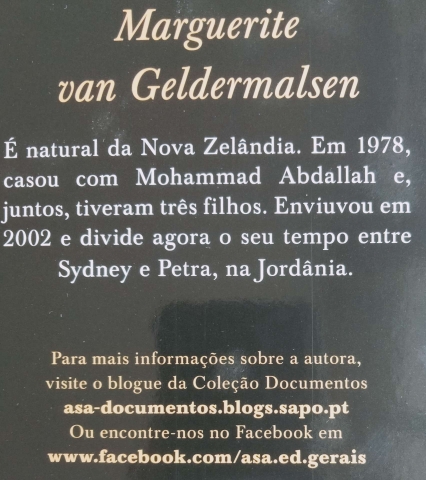 Marguerite
van Geldermalsen
É natural da Nova Zelândia. Em 1978,
casou com Mohammad Abdallah e,
juntos, tiveram três filhos. Enviuvou em
2002 e divide agora o seu tempo entre
Sydney e Petra, na Jordânia.
Para mais informações sobre a autora,
visite o blogue da Coleção Documentos
asa-documentos.blogs.sapo.pt
Ou encontre-nos no Facebook em
www.facebook.com/asa.ed.gerais